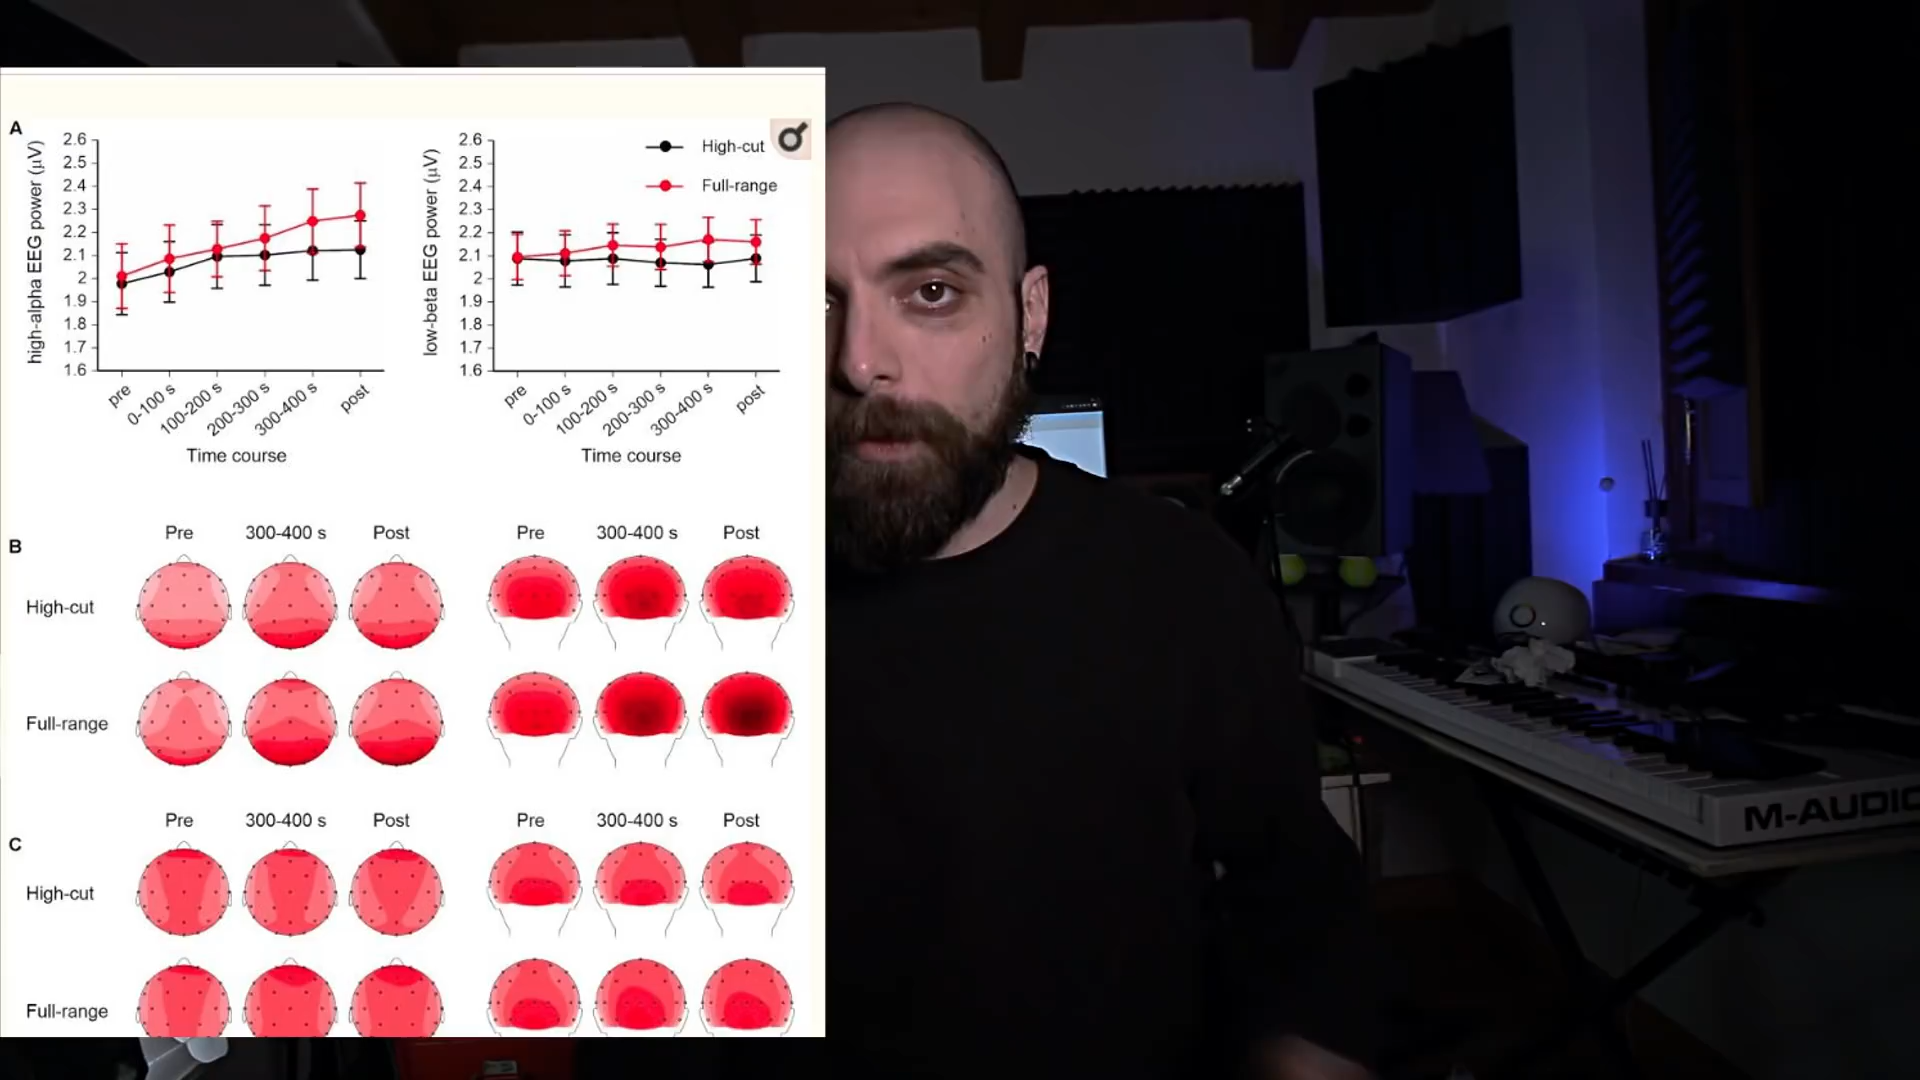 A
high-alpha EEG power (μV)
2.6
2.5
2.4
2.3
2.2
2.1
2
1.9
1.8
1.7
1.6
pre
0-100 s
100-200 s
200-300 s
300-400 s
post
Time course
low-beta EEG power (μV)
2.6
2.5
2.4
2.3
2.2
2.1
2
1.9
1.8
1.7
1.6
High-cut
Full-range
pre
0-100 s
100-200 s
200-300 s
300-400 s
post
Time course
B
Pre 300-400 s Post Pre 300-400 s Post
High-cut
Full-range
C
Pre 300-400 s Post Pre 300-400 s Post
High-cut
Full-range
M-AUDIO